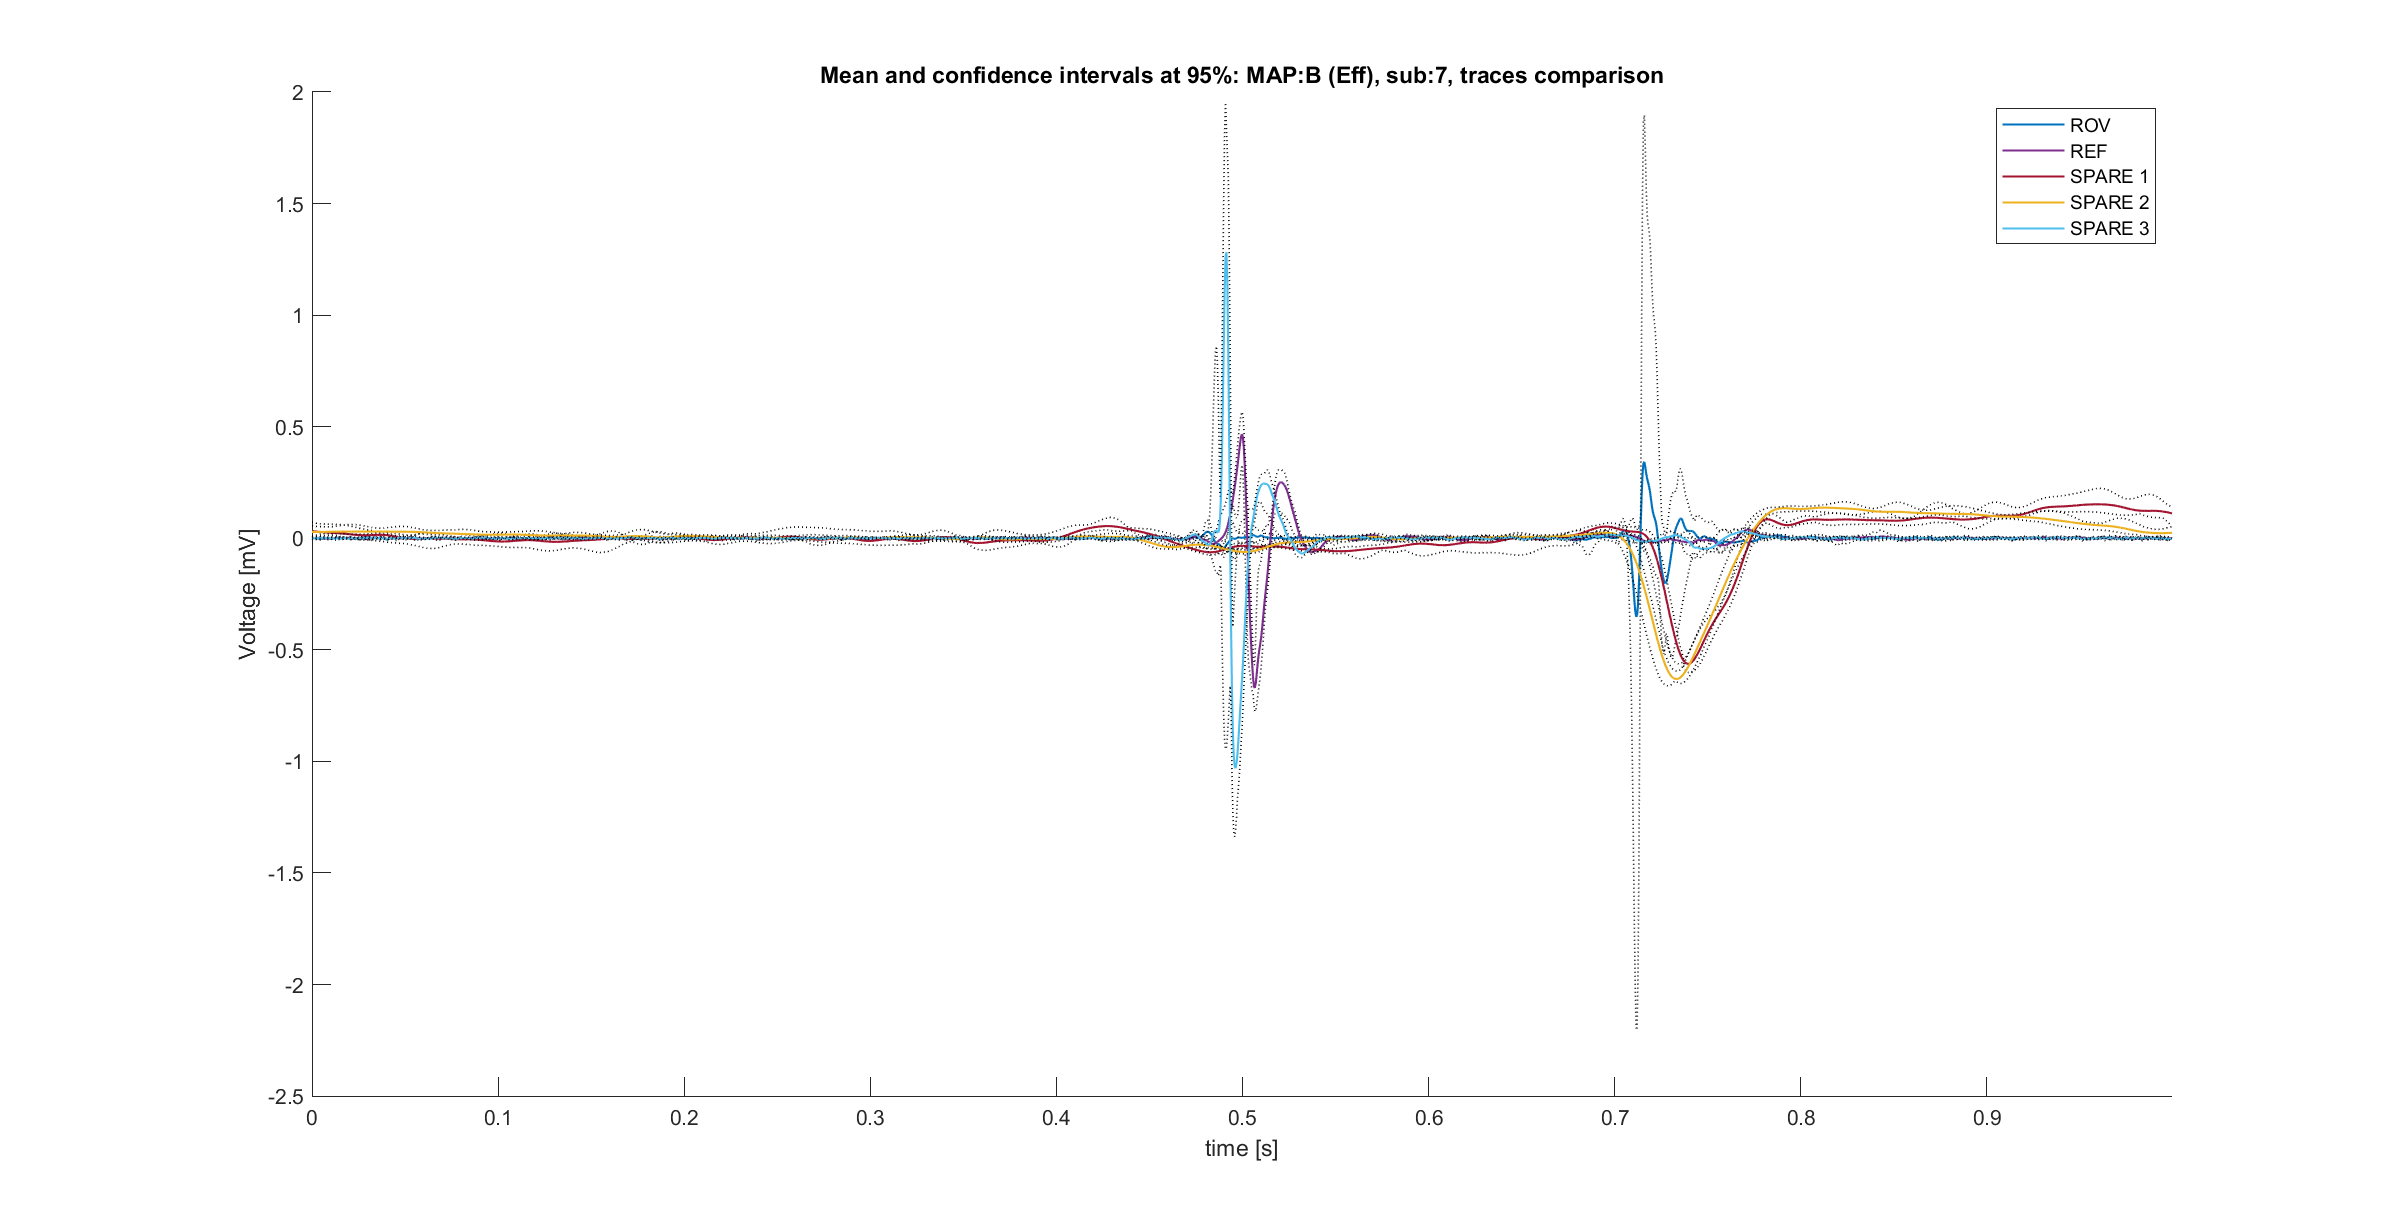 Mean and confidence intervals at 95%: MAP:B (Eff), sub:7, traces comparison
2
1.5
1
0.5
0
-0.5
-1
-1.5
-2
-2.5
Voltage [mV]
ROV
REF
SPARE 1
SPARE 2
SPARE 3
0 0.1 0.2 0.3 0.4 0.5 0.6 0.7 0.8 0.9
time [s]